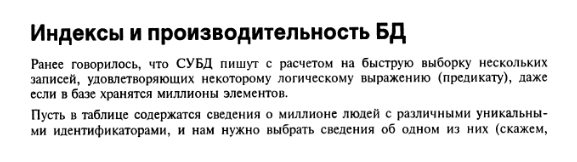 Индексы и производительность БД
Ранее говорилось, что СУБД пишут с расчетом на быструю выборку нескольких
записей, удовлетворяющих некоторому логическому выражению (предикату), даже
если в базе хранятся миллионы элементов.
Пусть в таблице содержатся сведения о миллионе людей с различными уникальны-
ми идентификаторами, и нам нужно выбрать сведения об одном из них (скажем,